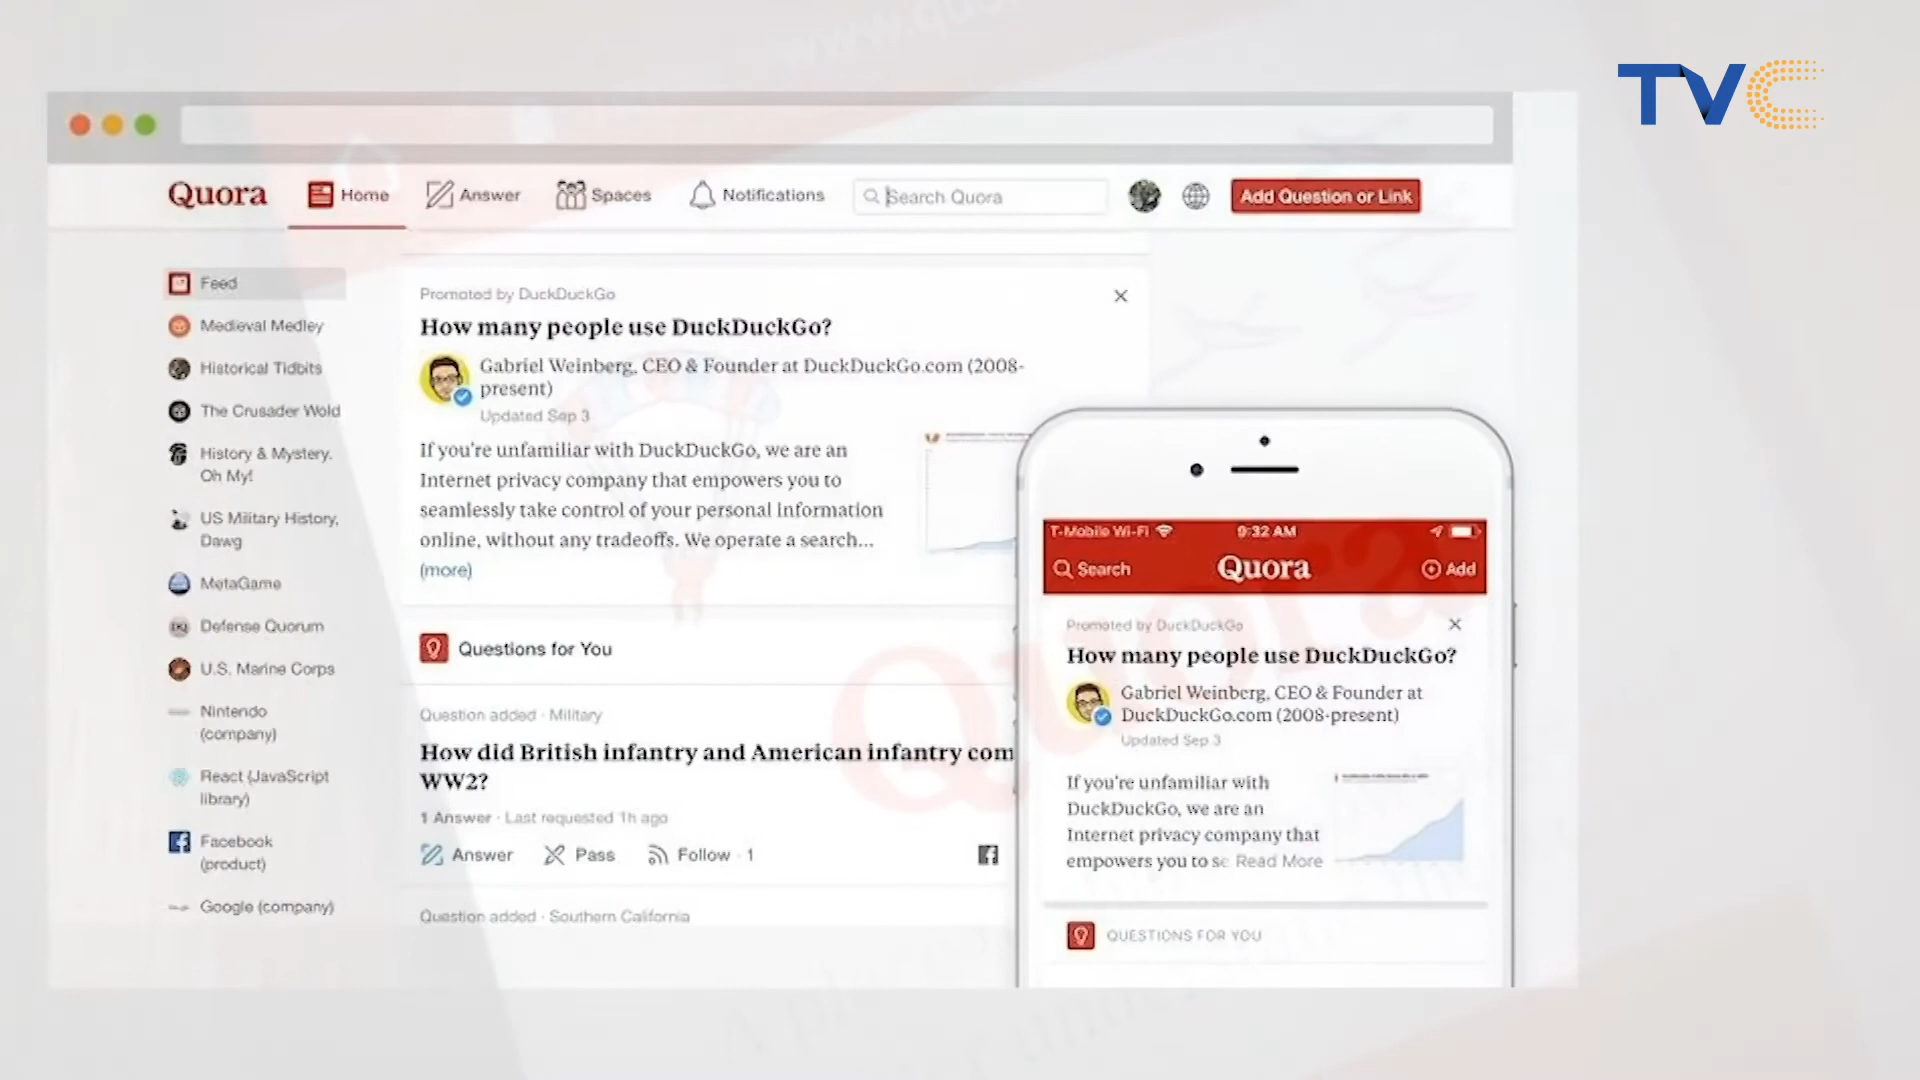 TVC
Quora
Home
Answer
Spaces
Notifications
Search Quora
Add Question or Link
Feed
Medieval Medley
Historical Tidbits
The Crusader Wold
History & Mystery.
Oh My!
US Military History,
Dawg
MetaGame
Defense Quorum
U.S. Marine Corps
Nintendo
(company)
React (JavaScript
library)
Facebook
(product)
Google (company)
Promoted by DuckDuckGo
How many people use DuckDuckGo?
Gabriel Weinberg, CEO & Founder at DuckDuckGo.com (2008-
present)
Updated Sep 3
If you're unfamiliar with DuckDuckGo, we are an
Internet privacy company that empowers you to
seamlessly take control of your personal information
online, without any tradeoffs. We operate a search...
(more)
Questions for You
Question added · Military
How did British infantry and American infantry com
WW2?
1 Answer · Last requested 1h ago
Answer
Pass
Follow · 1
Question added · Southern California
T-Mobile Wi-Fi
9:32 AM
Search
Quora
Add
Promoted by DuckDuckGo
How many people use DuckDuckGo?
Gabriel Weinberg, CEO & Founder at
DuckDuckGo.com (2008-present)
Updated Sep 3
If you're unfamiliar with
DuckDuckGo, we are an
Internet privacy company that
empowers you to se Read More
QUESTIONS FOR YOU
Quora